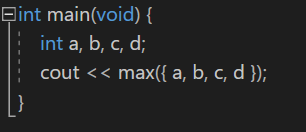 int main(void) {
int a, b, c, d;
cout << max({ a, b, c, d });
}